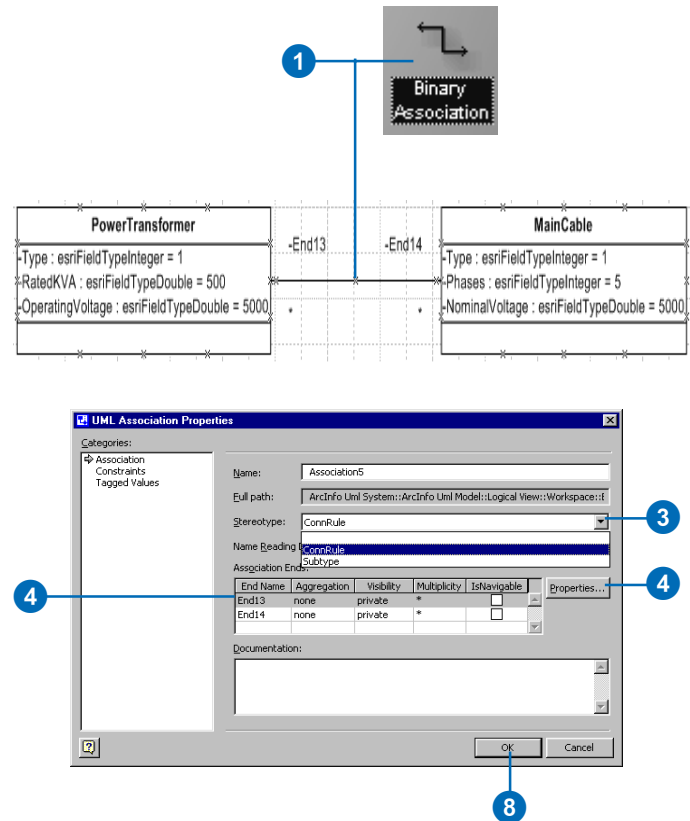 1
Binary
Association
PowerTransformer
-Type : esriFieldTypeInteger = 1
-RatedKVA : esriFieldTypeDouble = 500
-OperatingVoltage : esriFieldTypeDouble = 5000
-End13
-End14
*
*
MainCable
-Type : esriFieldTypeInteger = 1
-Phases : esriFieldTypeInteger = 5
-NominalVoltage : esriFieldTypeDouble = 5000
UML Association Properties
Categories:
Association
Constraints
Tagged Values
Name: Association5
Full path: ArcInfo Uml System::ArcInfo Uml Model::Logical View::Workspace::E
Stereotype: ConnRule
3
Name Reading
ConnRule
Subtype
Association Ends:
End Name Aggregation Visibility Multiplicity IsNavigable
Properties...
4
4
End13 none private *
End14 none private *
Documentation:
?
OK
Cancel
8